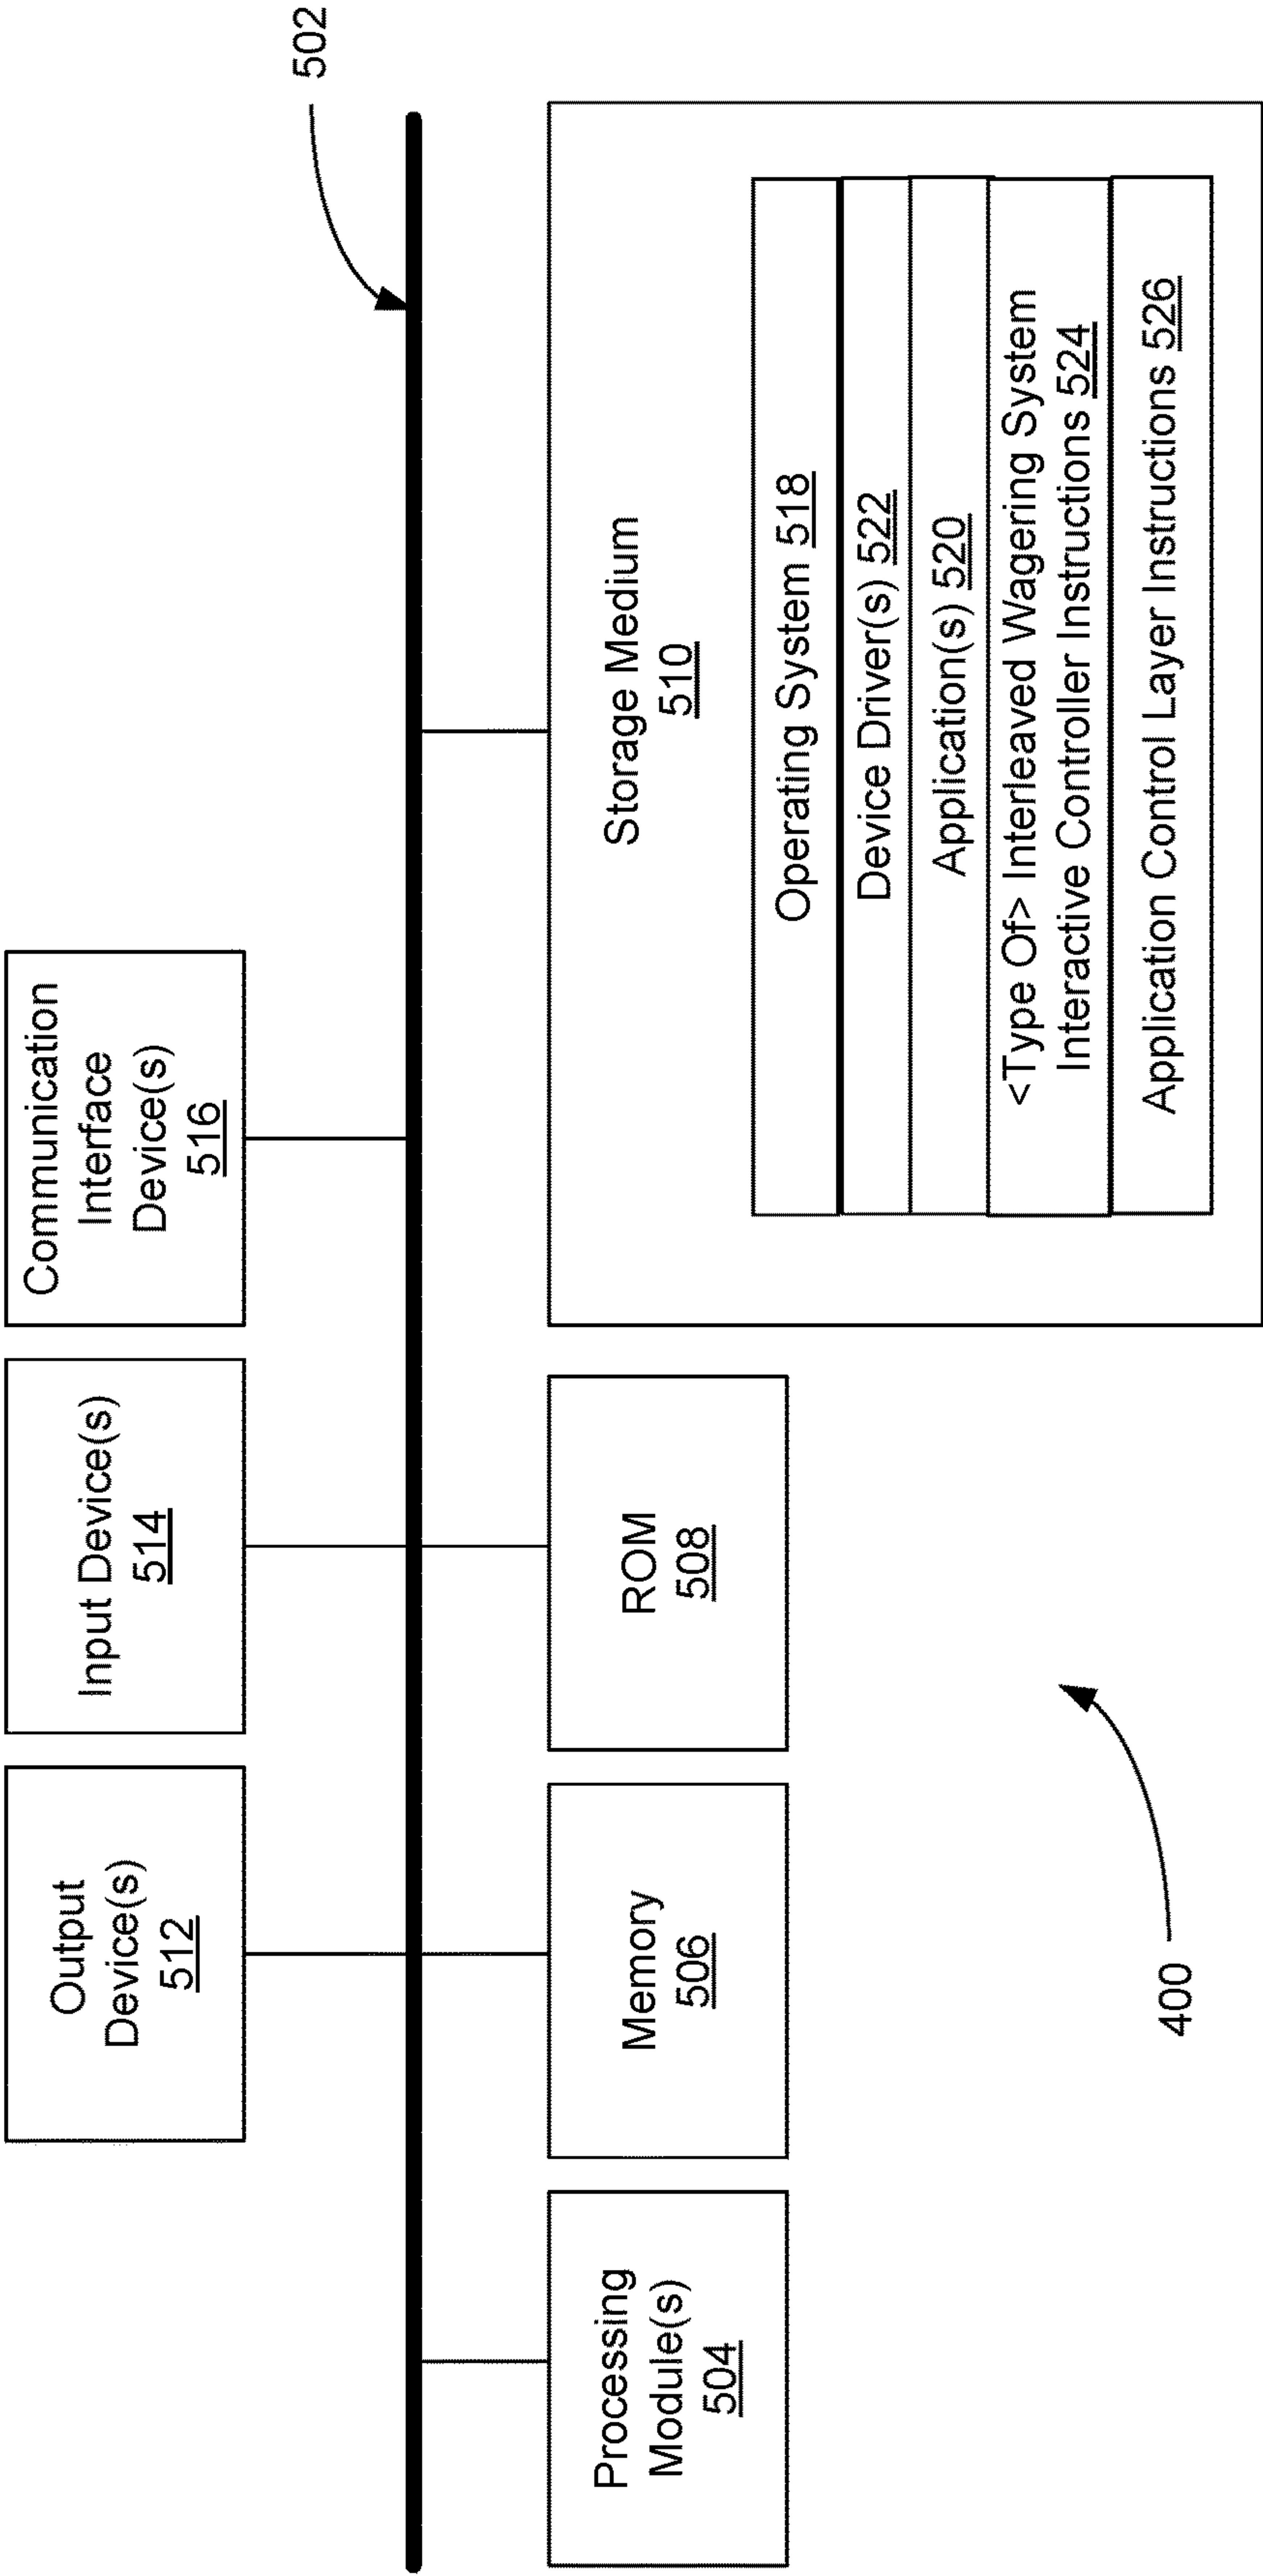 502
Output
Device(s)
512
Input Device(s)
514
Communication
Interface
Device(s)
516
Processing
Module(s)
504
Memory
506
ROM
508
Storage Medium
510
Operating System 518
Device Driver(s) 522
Application(s) 520
<Type Of> Interleaved Wagering System
Interactive Controller Instructions 524
Application Control Layer Instructions 526
400